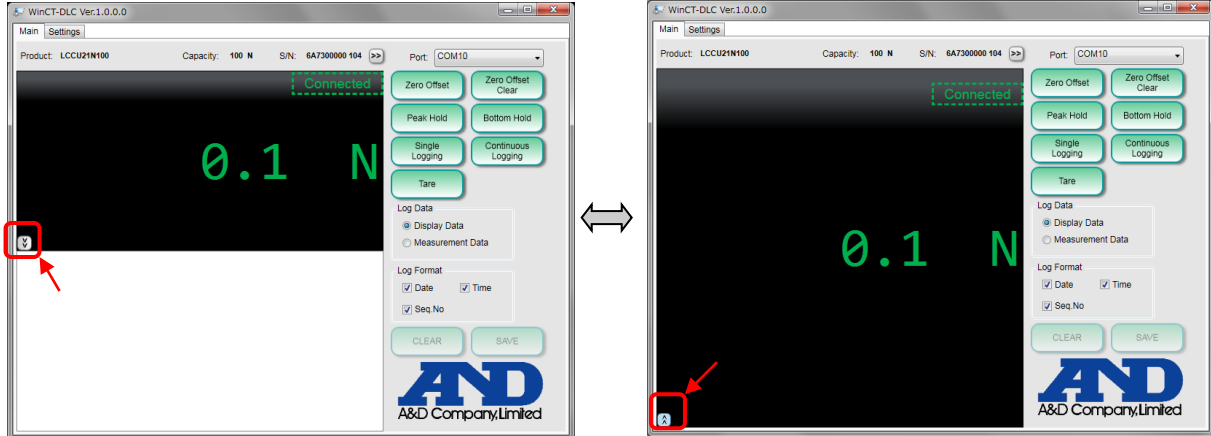 WinCT-DLC Ver.1.0.0.0
Main Settings
Product: LCCU21N100 Capacity: 100 N S/N: 6A7300000 104 >> Port: COM10
Connected
0.1 N
Zero Offset
Zero Offset Clear
Peak Hold
Bottom Hold
Single Logging
Continuous Logging
Tare
Log Data
Display Data
Measurement Data
Log Format
Date Time
Seq.No
CLEAR SAVE
AND
A&D Company,Limited
WinCT-DLC Ver.1.0.0.0
Main Settings
Product: LCCU21N100 Capacity: 100 N S/N: 6A7300000 104 >> Port: COM10
Connected
0.1 N
Zero Offset
Zero Offset Clear
Peak Hold
Bottom Hold
Single Logging
Continuous Logging
Tare
Log Data
Display Data
Measurement Data
Log Format
Date Time
Seq.No
CLEAR SAVE
AND
A&D Company,Limited